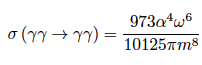 σ (γγ → γγ) = 973α⁴ω⁶ / 10125πm⁸